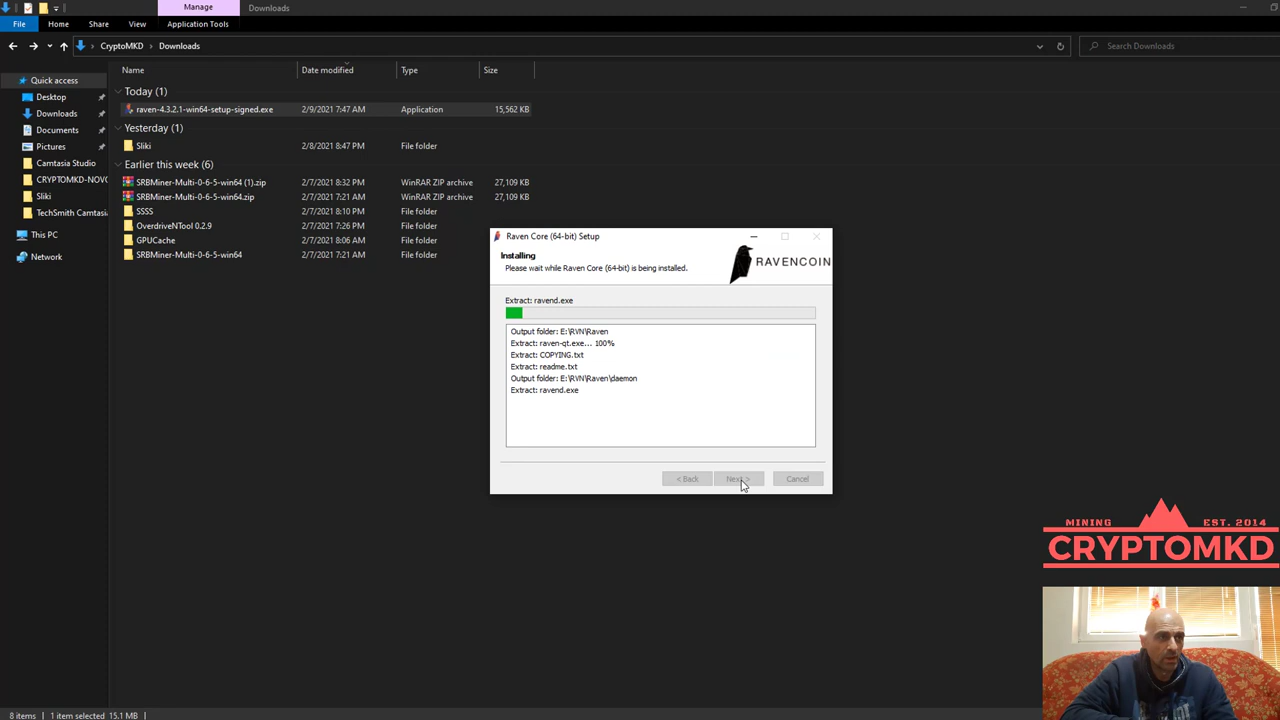 Manage
Downloads
File
Home
Share
View
Application Tools
CryptoMKD
Downloads
Search Downloads
Name
Date modified
Type
Size
Quick access
Desktop
Downloads
Documents
Pictures
Camtasia Studio
CRYPTOMKD-NOVO
Sliki
TechSmith Camtasia
This PC
Network
Today (1)
raven-4.3.2.1-win64-setup-signed.exe 2/9/2021 7:47 AM Application 15,562 KB
Yesterday (1)
Sliki 2/8/2021 8:47 PM File folder
Earlier this week (6)
SRBMiner-Multi-0-6-5-win64 (1).zip 2/7/2021 8:32 PM WinRAR ZIP archive 27,109 KB
SRBMiner-Multi-0-6-5-win64.zip 2/7/2021 7:21 AM WinRAR ZIP archive 27,109 KB
SSSS 2/7/2021 8:10 PM File folder
OverdriveNTool 0.2.9 2/7/2021 7:26 PM File folder
GPUCache 2/7/2021 8:06 AM File folder
SRBMiner-Multi-0-6-5-win64 2/7/2021 7:21 AM File folder
Raven Core (64-bit) Setup
Installing
Please wait while Raven Core (64-bit) is being installed.
RAVENCOIN
Extract: ravend.exe
Output folder: E:\RVN\Raven
Extract: raven-qt.exe... 100%
Extract: COPYING.txt
Extract: readme.txt
Output folder: E:\RVN\Raven\daemon
Extract: ravend.exe
< Back
Next >
Cancel
MINING EST. 2014
CRYPTOMKD
8 items
1 item selected 15.1 MB